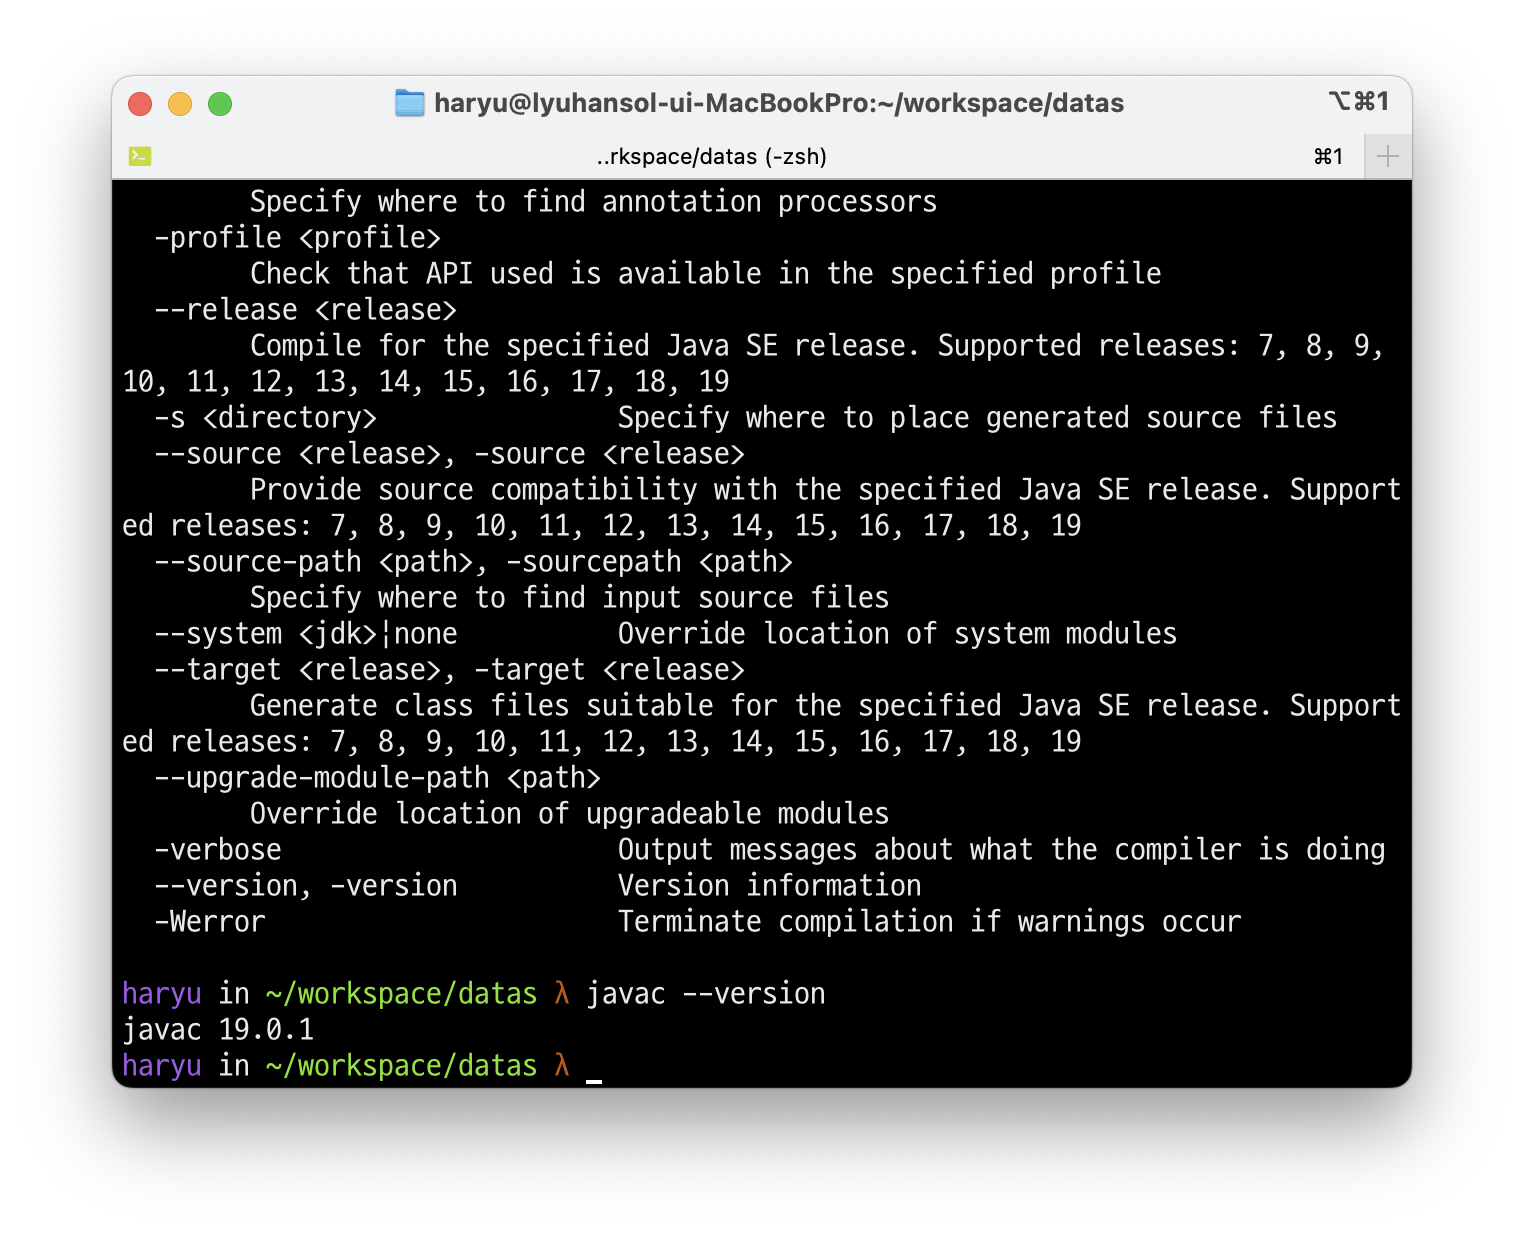 haryu@lyuhansol-ui-MacBookPro:~/workspace/datas ⌥⌘1
..rkspace/datas (-zsh) ⌘1
Specify where to find annotation processors
-profile <profile>
Check that API used is available in the specified profile
--release <release>
Compile for the specified Java SE release. Supported releases: 7, 8, 9,
10, 11, 12, 13, 14, 15, 16, 17, 18, 19
-s <directory> Specify where to place generated source files
--source <release>, -source <release>
Provide source compatibility with the specified Java SE release. Support
ed releases: 7, 8, 9, 10, 11, 12, 13, 14, 15, 16, 17, 18, 19
--source-path <path>, -sourcepath <path>
Specify where to find input source files
--system <jdk>|none Override location of system modules
--target <release>, -target <release>
Generate class files suitable for the specified Java SE release. Support
ed releases: 7, 8, 9, 10, 11, 12, 13, 14, 15, 16, 17, 18, 19
--upgrade-module-path <path>
Override location of upgradeable modules
-verbose Output messages about what the compiler is doing
--version, -version Version information
-Werror Terminate compilation if warnings occur
haryu in ~/workspace/datas λ javac --version
javac 19.0.1
haryu in ~/workspace/datas λ _